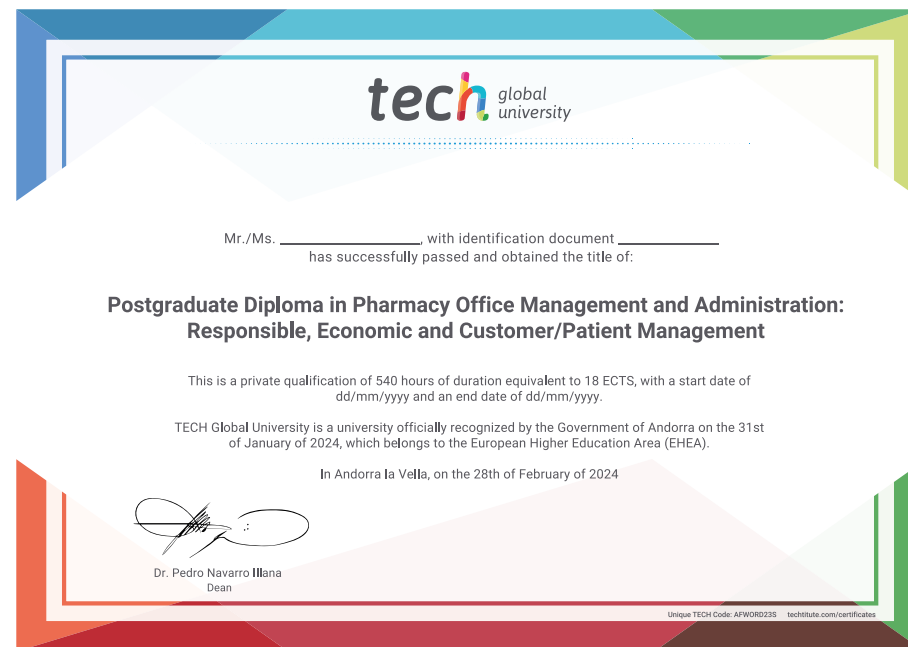 tech global
university
Mr./Ms. ____________________, with identification document ______________
has successfully passed and obtained the title of:
Postgraduate Diploma in Pharmacy Office Management and Administration:
Responsible, Economic and Customer/Patient Management
This is a private qualification of 540 hours of duration equivalent to 18 ECTS, with a start date of
dd/mm/yyyy and an end date of dd/mm/yyyy.
TECH Global University is a university officially recognized by the Government of Andorra on the 31st
of January of 2024, which belongs to the European Higher Education Area (EHEA).
In Andorra la Vella, on the 28th of February of 2024
Dr. Pedro Navarro Illana
Dean
Unique TECH Code: AFWORD23S techtitute.com/certificates